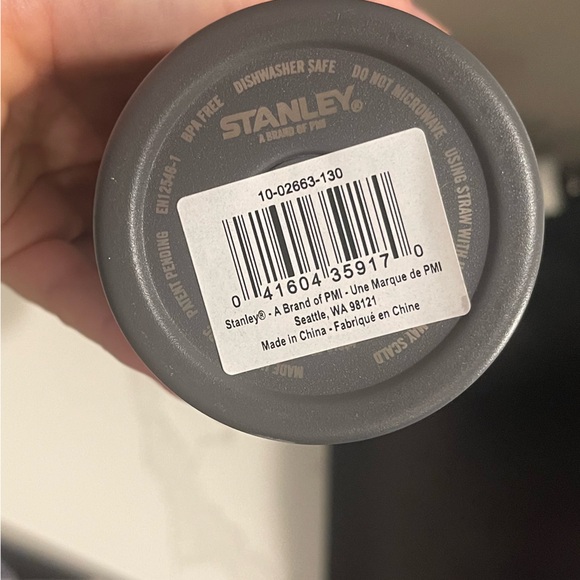 PATENT PENDING EN12546-1 BPA FREE DISHWASHER SAFE DO NOT MICROWAVE USING STRAW WITH
STANLEY®
A BRAND OF PMI
10-02663-130
0 41604 35917 0
Stanley® - A Brand of PMI - Une Marque de PMI
Seattle, WA 98121
Made in China - Fabriqué en Chine
MADE
SCALD